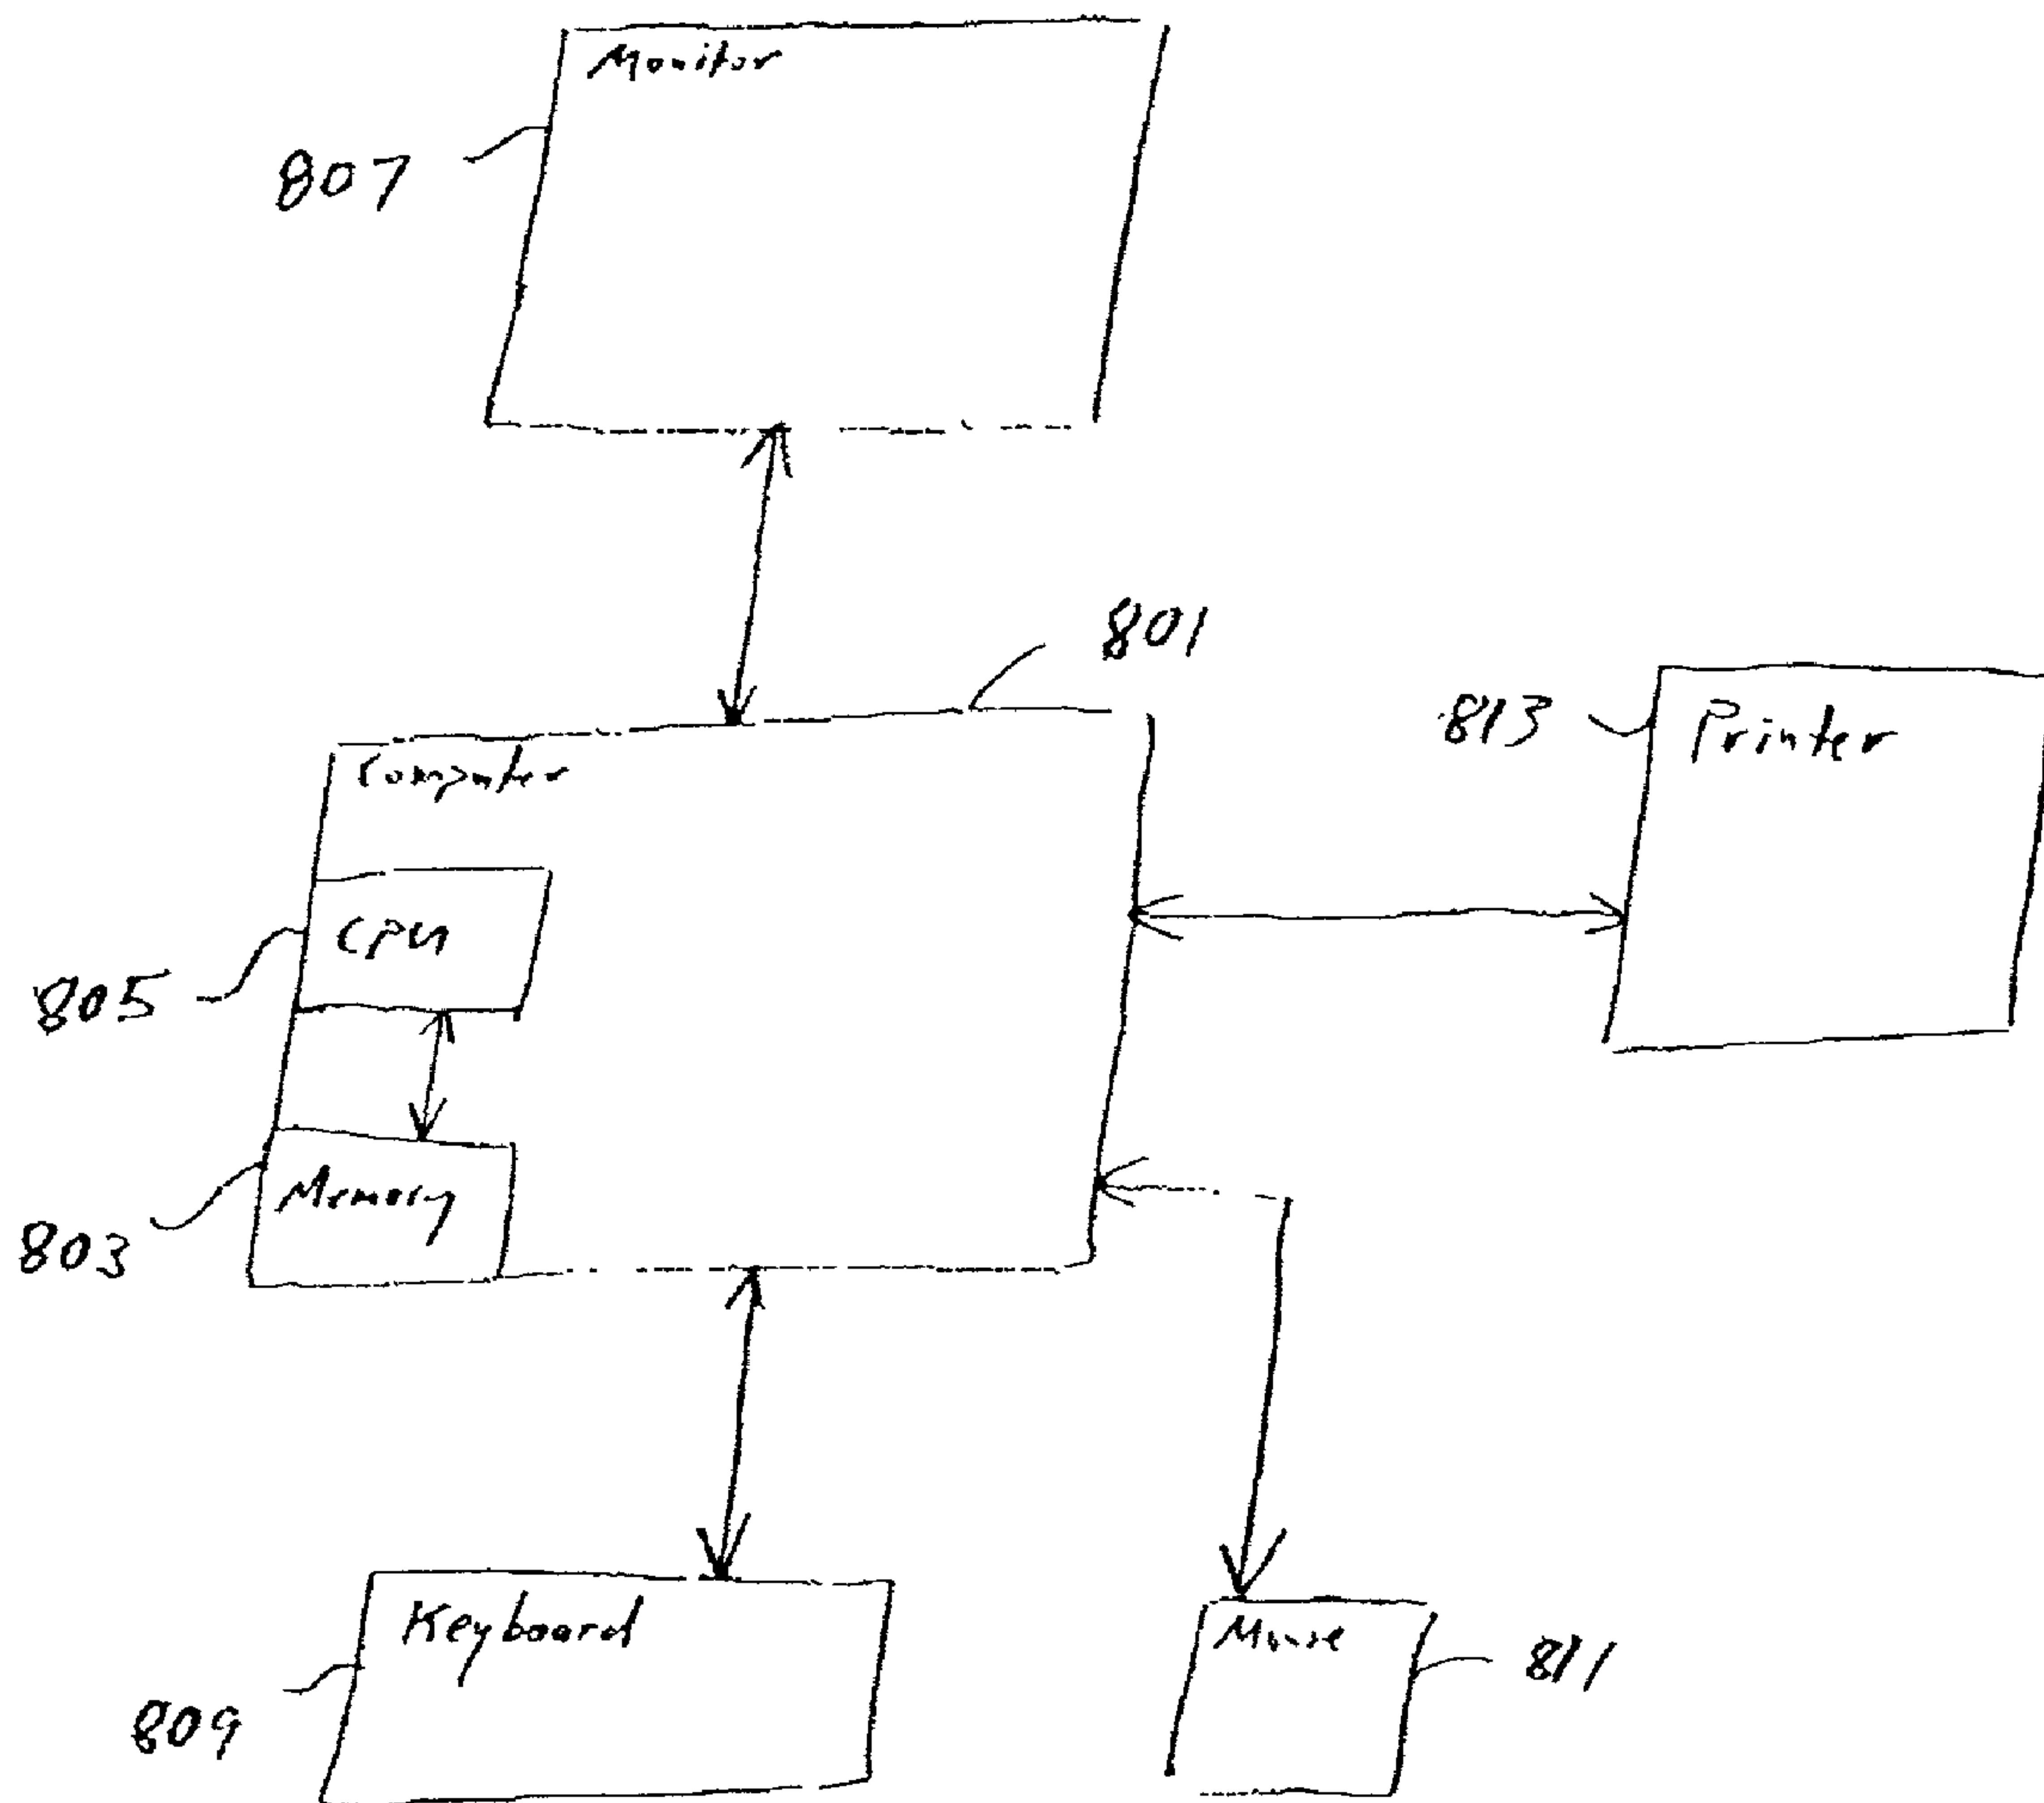 Monitor
807
801
813
Printer
Computer
CPU
805
Memory
803
Keyboard
Mouse
811
809